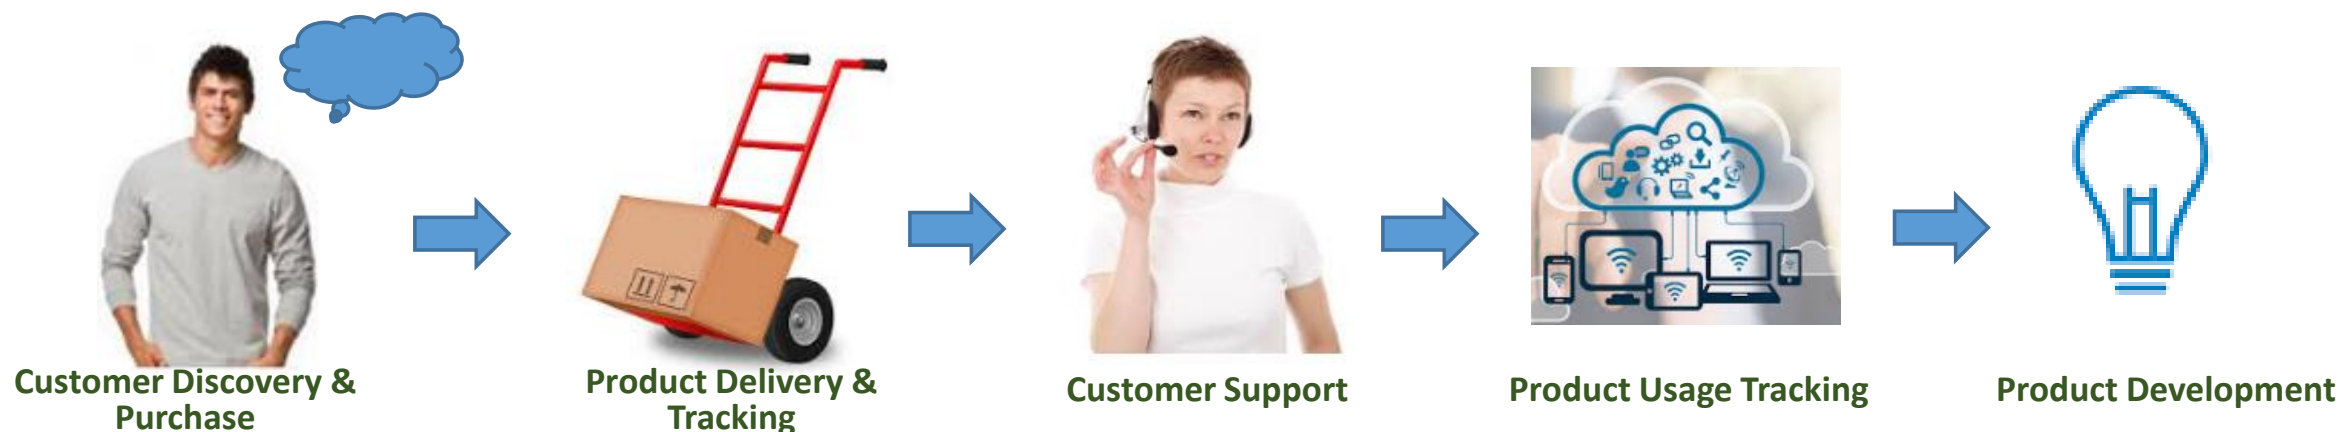 Customer Discovery &
Purchase
Product Delivery &
Tracking
Customer Support
Product Usage Tracking
Product Development